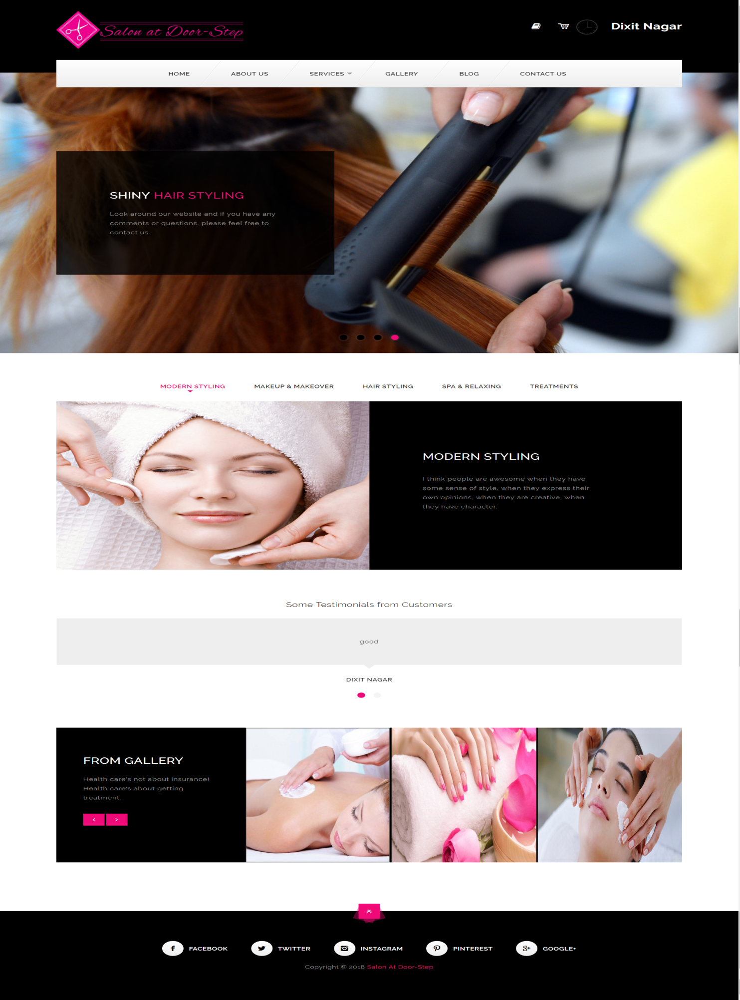 Salon at Door-Step
Dixit Nagar
HOME
ABOUT US
SERVICES
GALLERY
BLOG
CONTACT US
SHINY HAIR STYLING
Look around our website and if you have any
comments or questions, please feel free to
contact us.
MODERN STYLING
MAKEUP & MAKEOVER
HAIR STYLING
SPA & RELAXING
TREATMENTS
MODERN STYLING
I think people are awesome when they have
some sense of style, when they express their
own opinions, when they are creative, when
they have character.
Some Testimonials from Customers
good
DIXIT NAGAR
FROM GALLERY
Health care's not about insurance!
Health care's about getting
treatment.
< >
FACEBOOK
TWITTER
INSTAGRAM
PINTEREST
GOOGLE+
Copyright © 2018 Salon At Door-Step